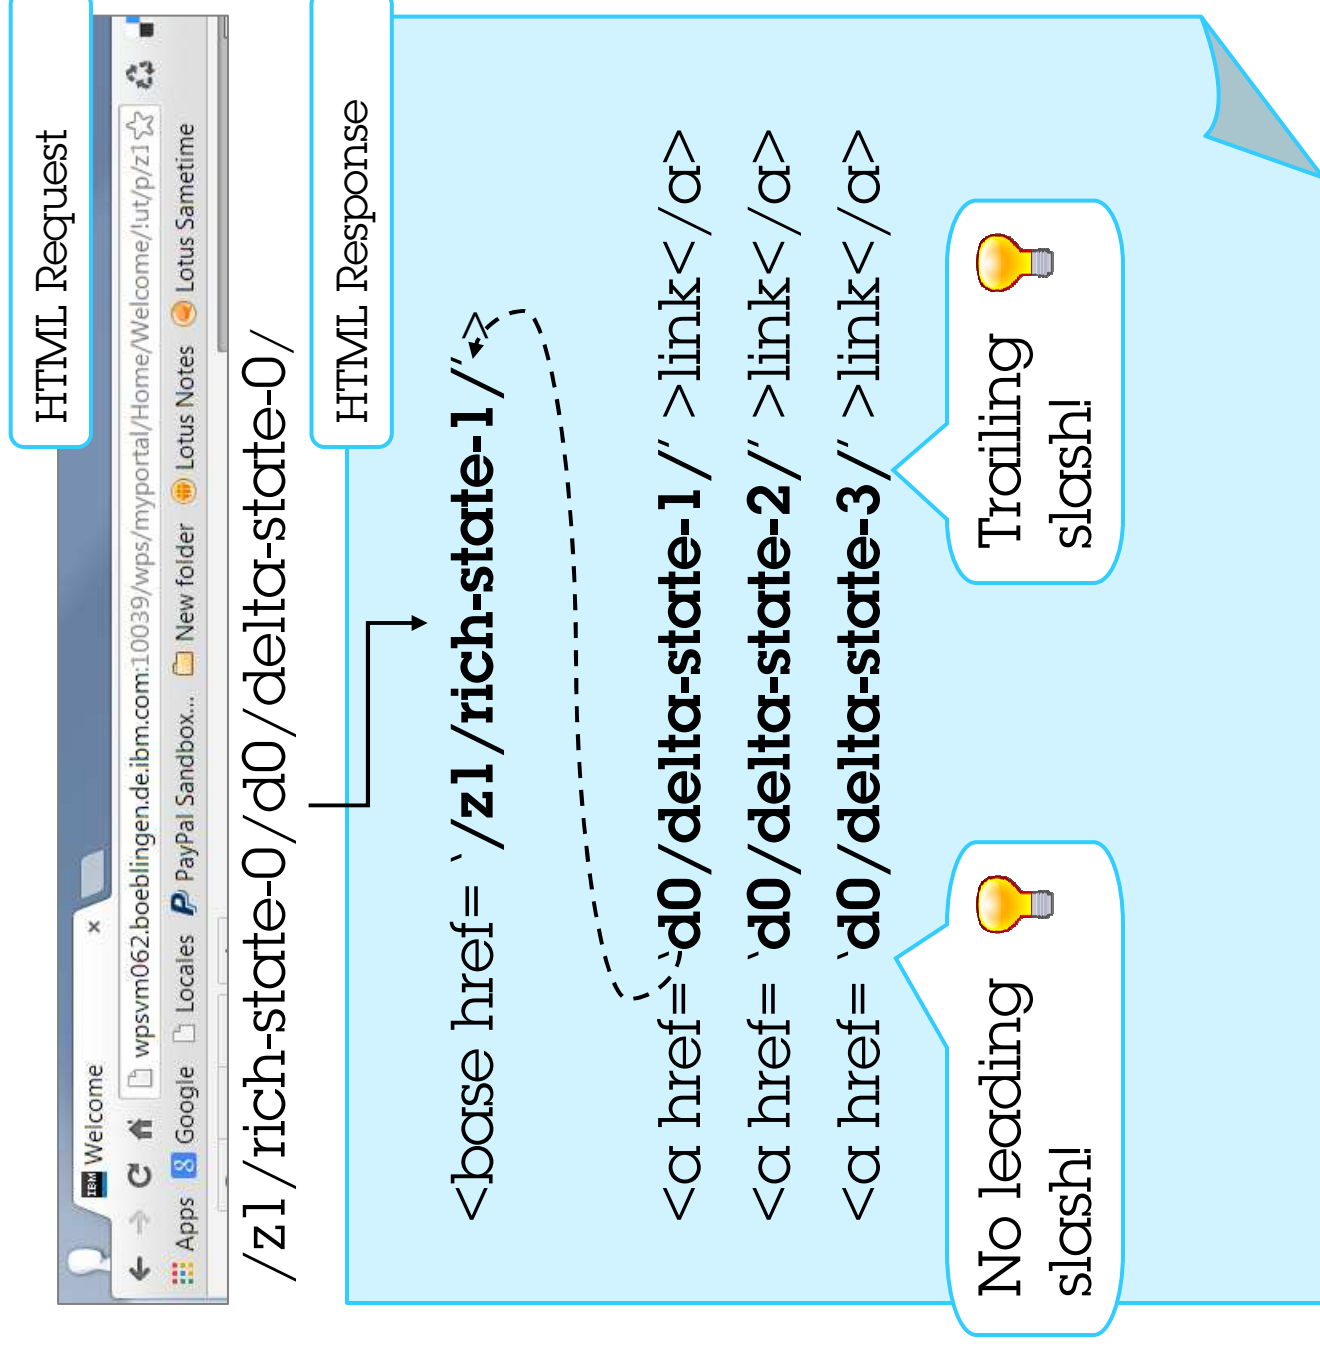 HTML Request
Welcome ×
wpsvm062.boeblingen.de.ibm.com:10039/wps/myportal/Home/Welcome/!ut/p/z1
Apps Google Locales PayPal Sandbox... New folder Lotus Notes Lotus Sametime
/z1/rich-state-0/d0/delta-state-0/
HTML Response
<base href=`/z1/rich-state-1/´>
<a href=`d0/delta-state-1/´ >link</a>
<a href=`d0/delta-state-2/´ >link</a>
<a href=`d0/delta-state-3/´ >link</a>
No leading
slash!
Trailing
slash!